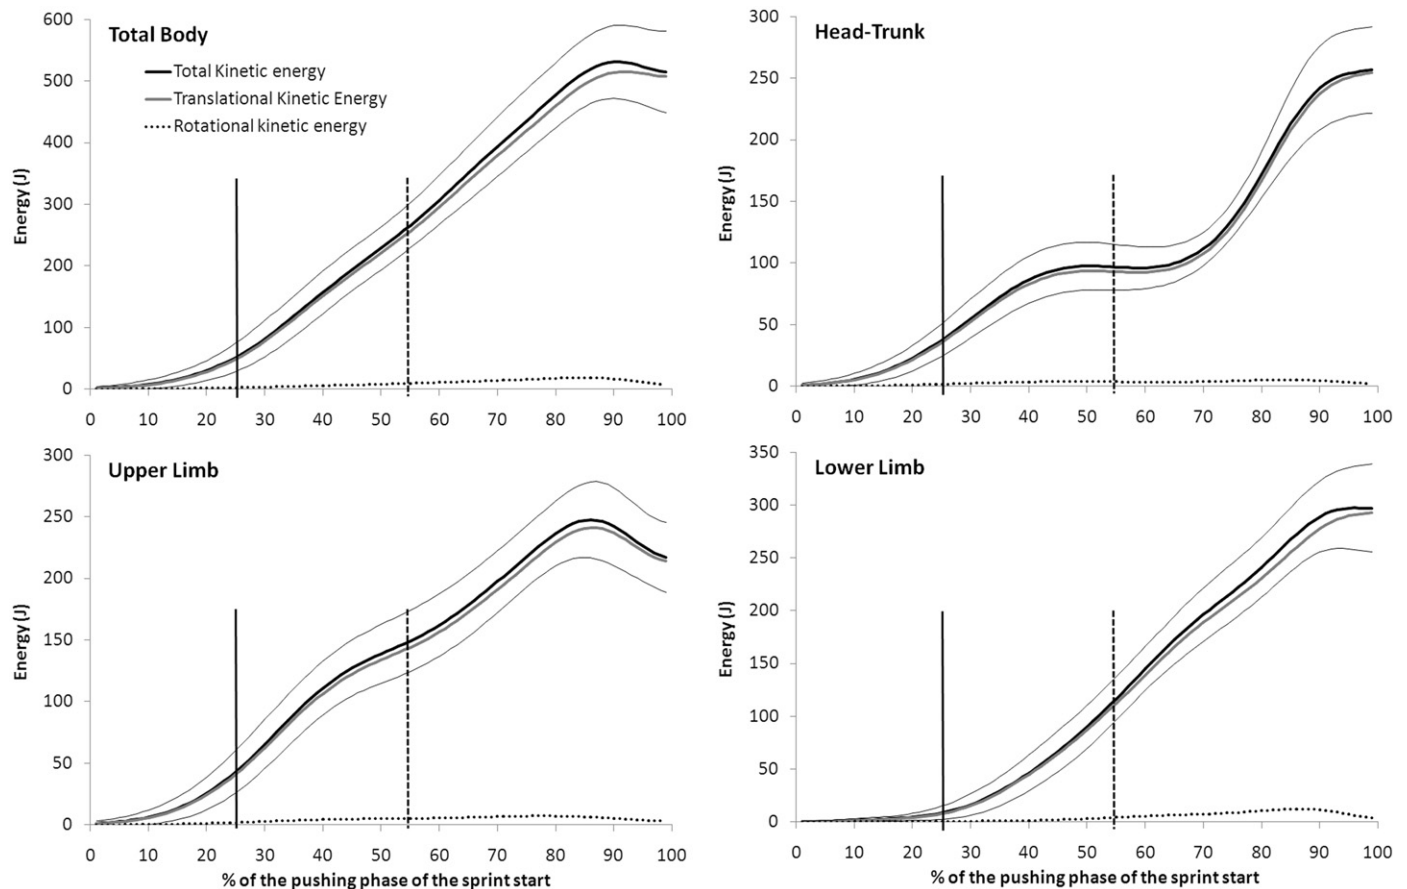 Total Body
Total Kinetic energy
Translational Kinetic Energy
Rotational kinetic energy
Energy (J)
600
500
400
300
200
100
0
0 10 20 30 40 50 60 70 80 90 100
Head-Trunk
Energy (J)
300
250
200
150
100
50
0
0 10 20 30 40 50 60 70 80 90 100
Upper Limb
Energy (J)
300
250
200
150
100
50
0
0 10 20 30 40 50 60 70 80 90 100
% of the pushing phase of the sprint start
Lower Limb
Energy (J)
350
300
250
200
150
100
50
0
0 10 20 30 40 50 60 70 80 90 100
% of the pushing phase of the sprint start